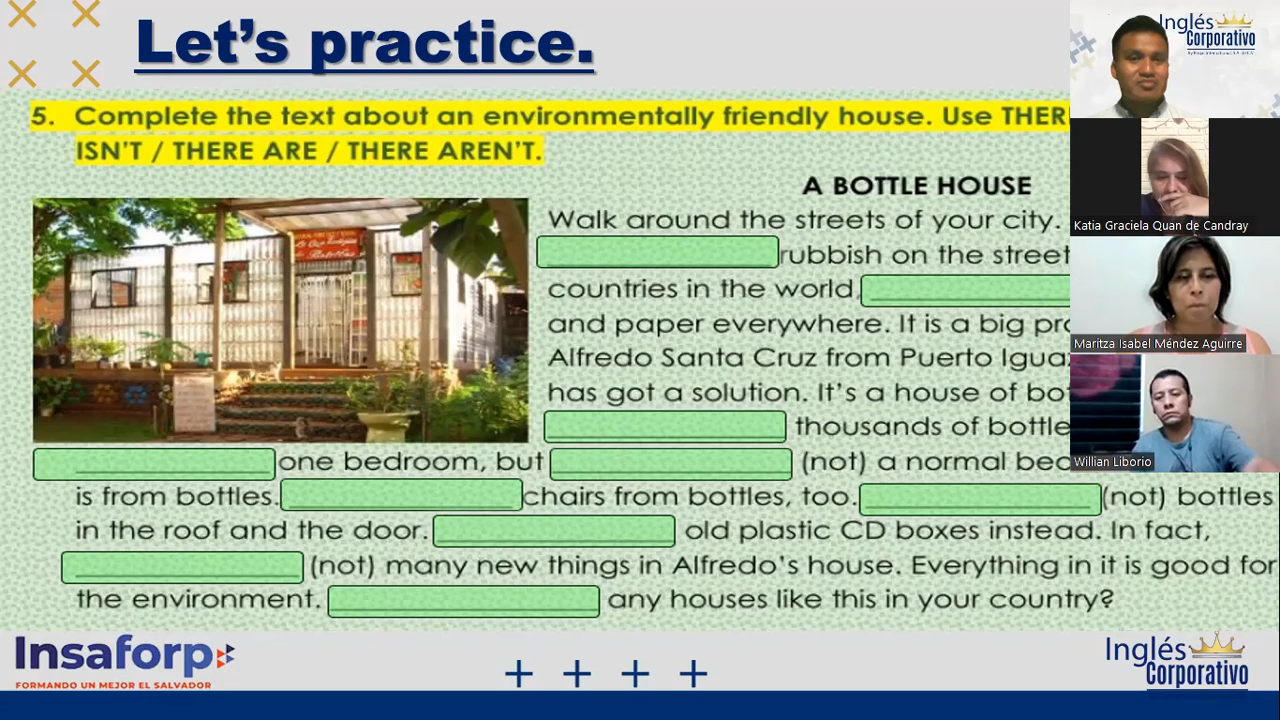 Let's practice.
5. Complete the text about an environmentally friendly house. Use THER
ISN'T / THERE ARE / THERE AREN'T.
A BOTTLE HOUSE
Walk around the streets of your city.
rubbish on the street
countries in the world,
and paper everywhere. It is a big pro
Alfredo Santa Cruz from Puerto Iguaz
has got a solution. It's a house of bot
thousands of bottle
one bedroom, but (not) a normal bed
is from bottles. chairs from bottles, too. (not) bottles
in the roof and the door. old plastic CD boxes instead. In fact,
(not) many new things in Alfredo's house. Everything in it is good for
the environment. any houses like this in your country?
Inglés
Corporativo
Katia Graciela Quan de Candray
Maritza Isabel Méndez Aguirre
Willian Liborio
Insaforp
FORMANDO UN MEJOR EL SALVADOR
Inglés
Corporativo